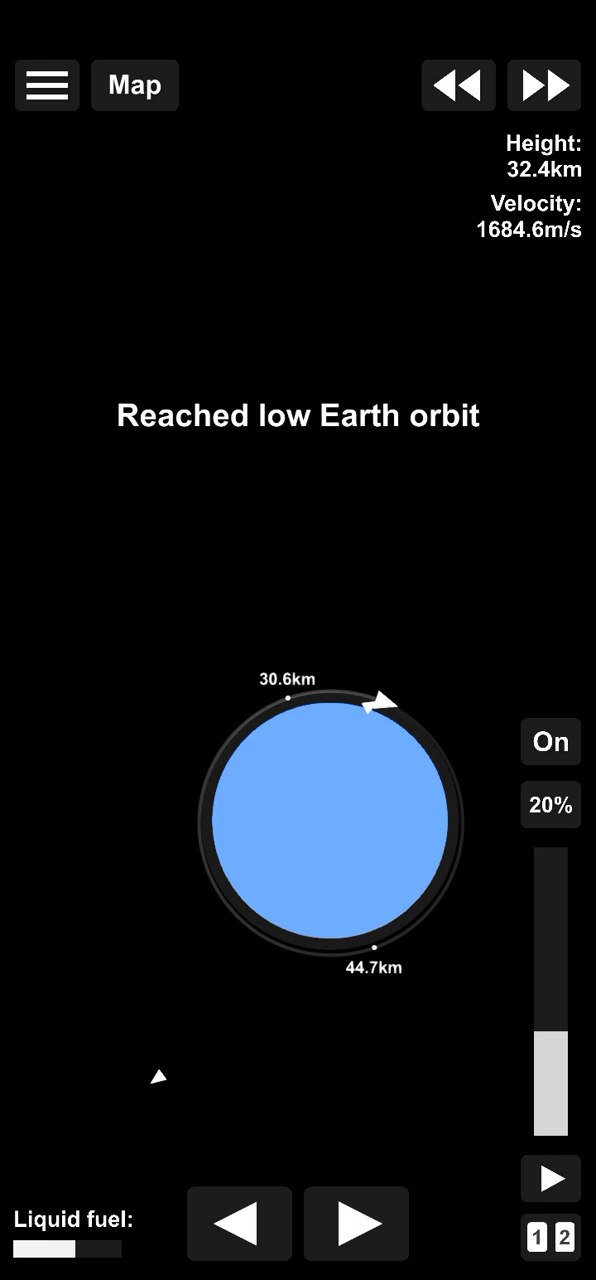 Map
Height:
32.4km
Velocity:
1684.6m/s
Reached low Earth orbit
30.6km
44.7km
On
20%
Liquid fuel:
1 2